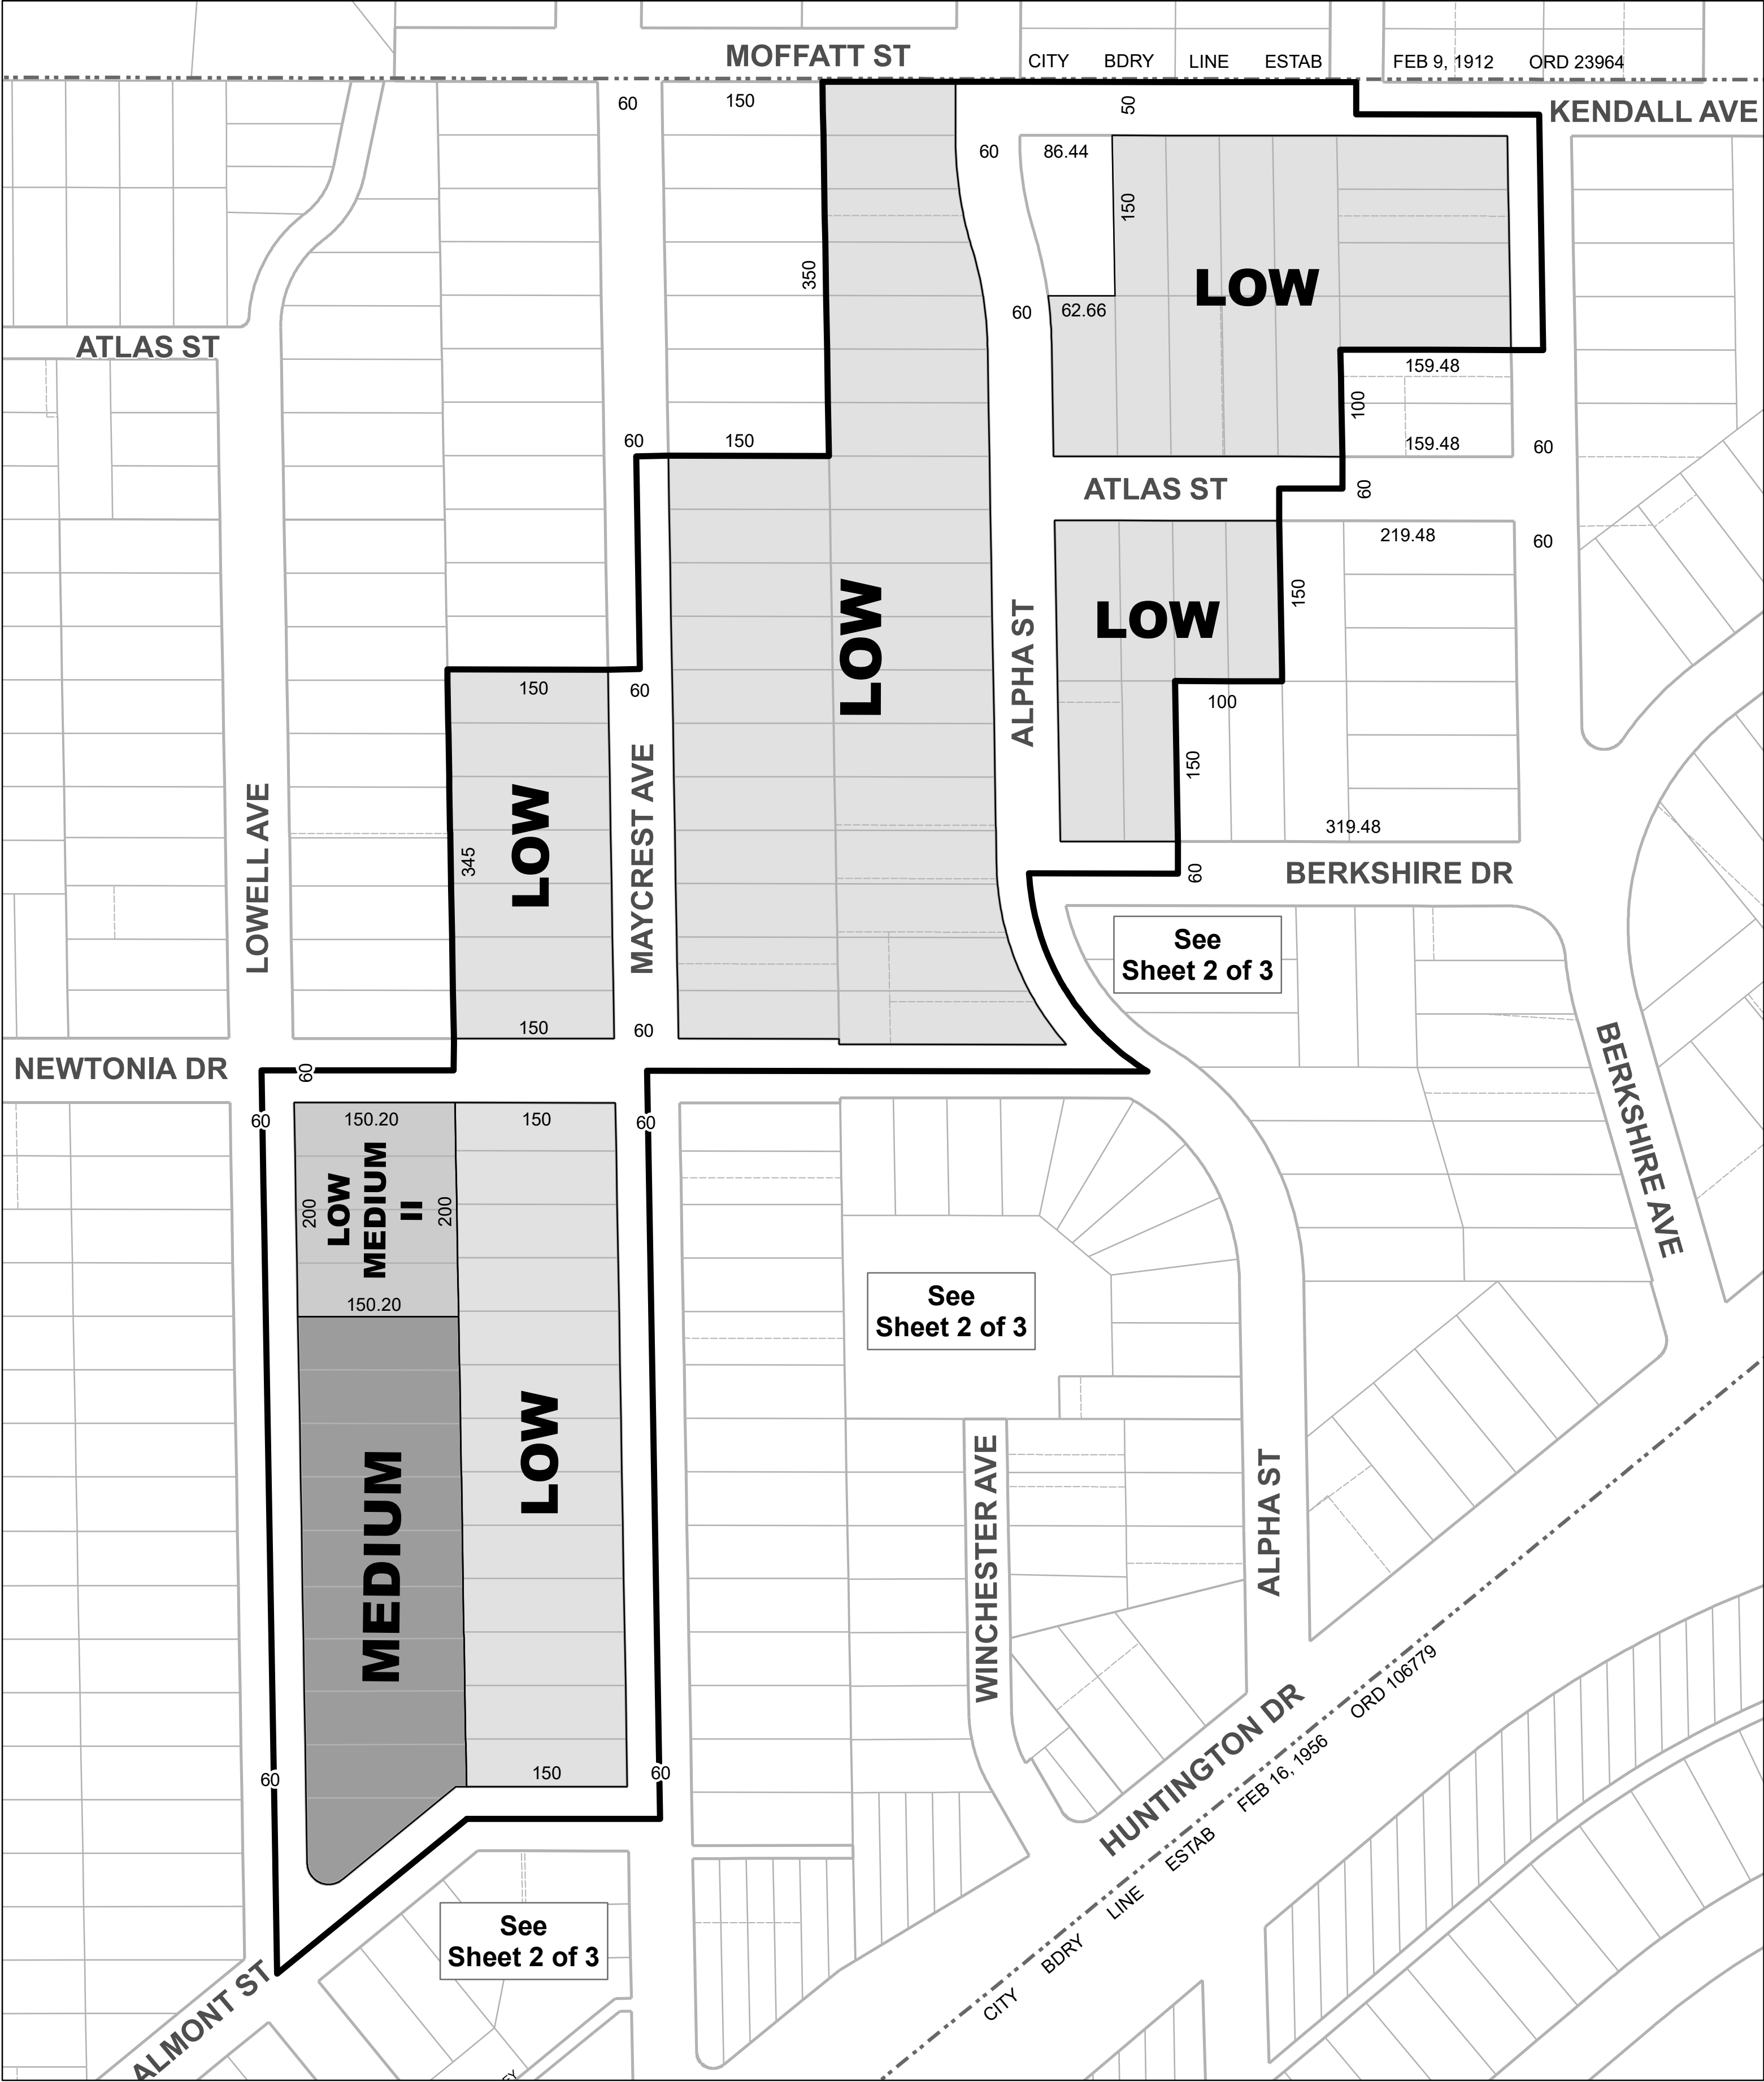 MOFFATT ST
CITY BDRY LINE ESTAB FEB 9, 1912 ORD 23964
KENDALL AVE
60
150
50
60
86.44
150
350
LOW
60
62.66
ATLAS ST
159.48
100
159.48
60
60
150
ATLAS ST
60
219.48
60
LOW
LOW
150
ALPHA ST
150
60
100
150
LOW
MAYCREST AVE
LOWELL AVE
345
319.48
60
BERKSHIRE DR
See
Sheet 2 of 3
150
60
NEWTONIA DR
60
BERKSHIRE AVE
60
150.20
150
60
LOW
MEDIUM
II
200
200
150.20
See
Sheet 2 of 3
LOW
MEDIUM
WINCHESTER AVE
ALPHA ST
60
150
60
HUNTINGTON DR
CITY BDRY LINE ESTAB FEB 16, 1956 ORD 106779
See
Sheet 2 of 3
ALMONT ST